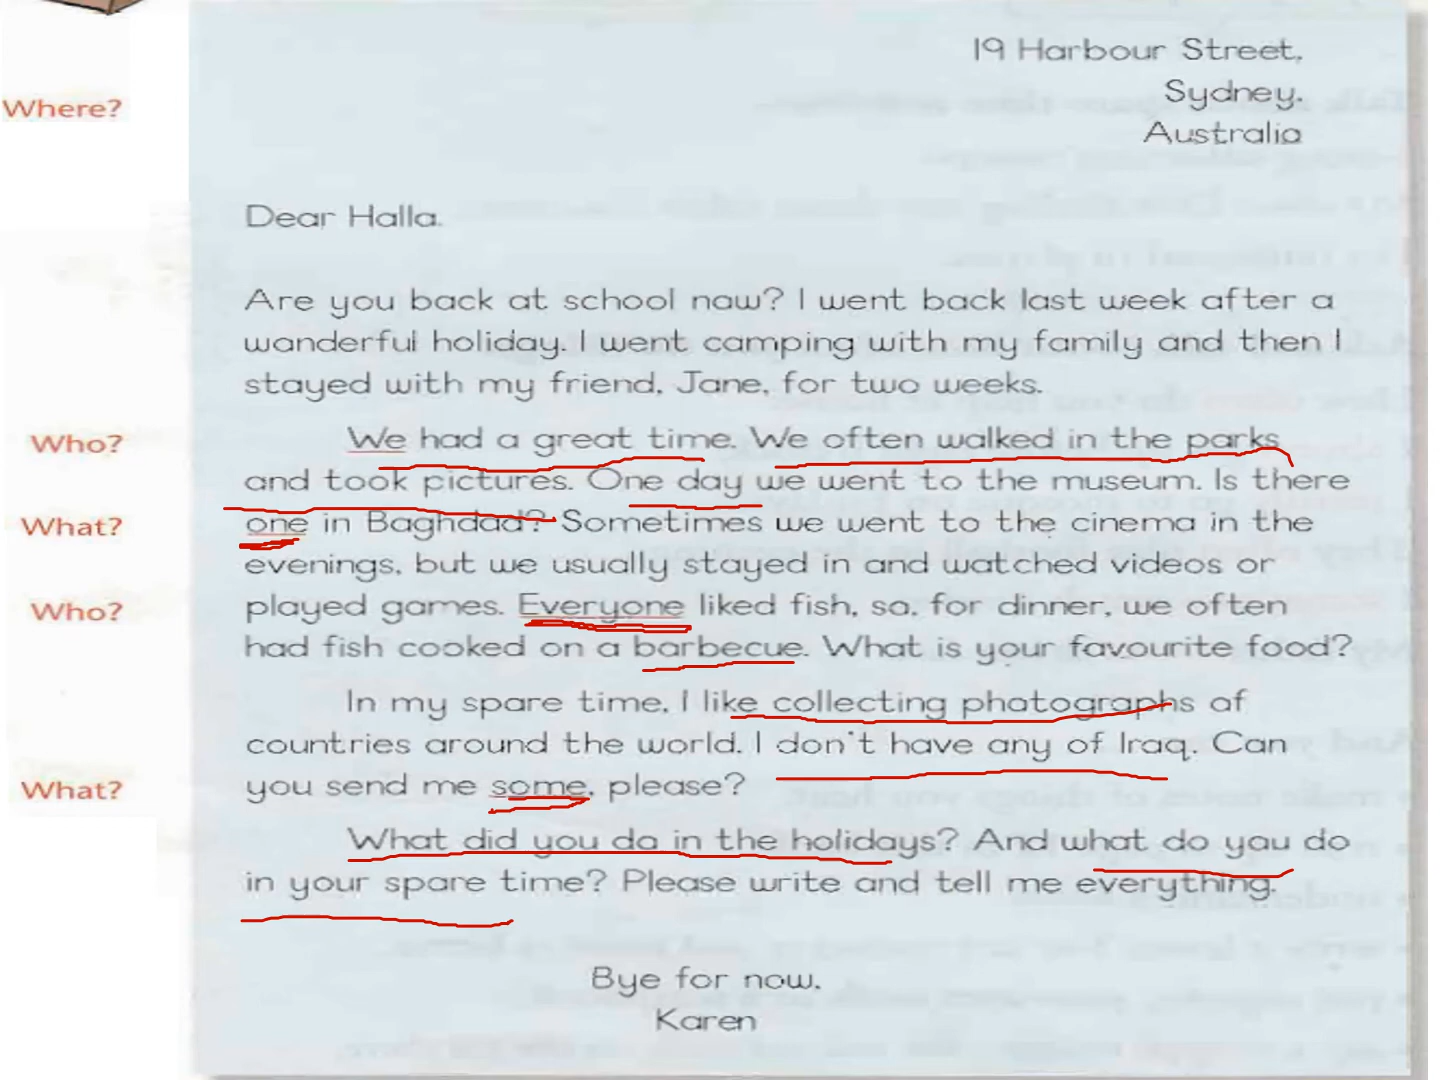 19 Harbour Street,
Where?
Sydney,
Australia
Dear Halla,
Are you back at school now? I went back last week after a
wonderful holiday. I went camping with my family and then I
stayed with my friend, Jane, for two weeks.
Who?
We had a great time. We often walked in the parks
and took pictures. One day we went to the museum. Is there
What?
one in Baghdad? Sometimes we went to the cinema in the
evenings, but we usually stayed in and watched videos or
Who?
played games. Everyone liked fish, so, for dinner, we often
had fish cooked on a barbecue. What is your favourite food?
In my spare time, I like collecting photographs of
countries around the world. I don't have any of Iraq. Can
What?
you send me some, please?
What did you do in the holidays? And what do you do
in your spare time? Please write and tell me everything.
Bye for now,
Karen